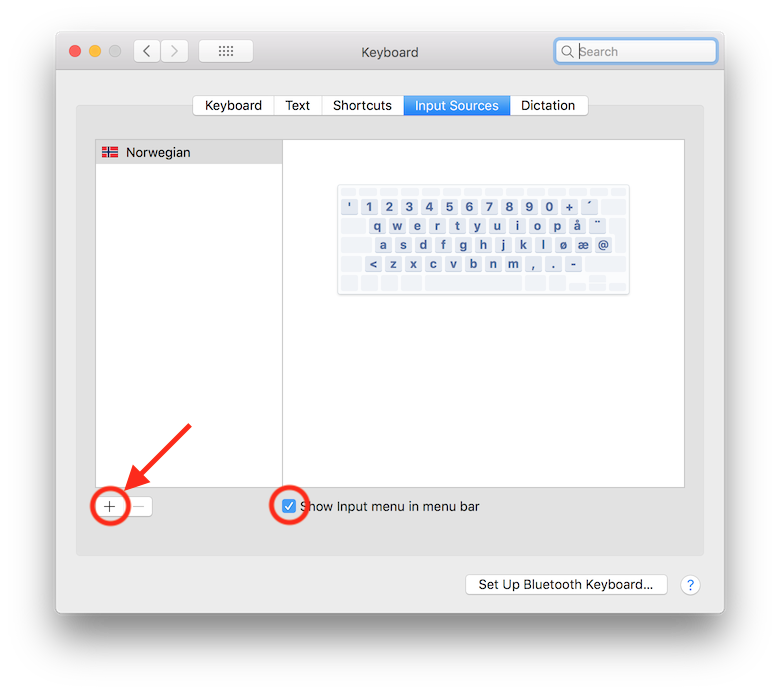 Keyboard
Search
Keyboard Text Shortcuts Input Sources Dictation
Norwegian
' 1 2 3 4 5 6 7 8 9 0 + ´
q w e r t y u i o p å ¨
a s d f g h j k l ø æ @
< z x c v b n m , . -
+ −
Show Input menu in menu bar
Set Up Bluetooth Keyboard... ?